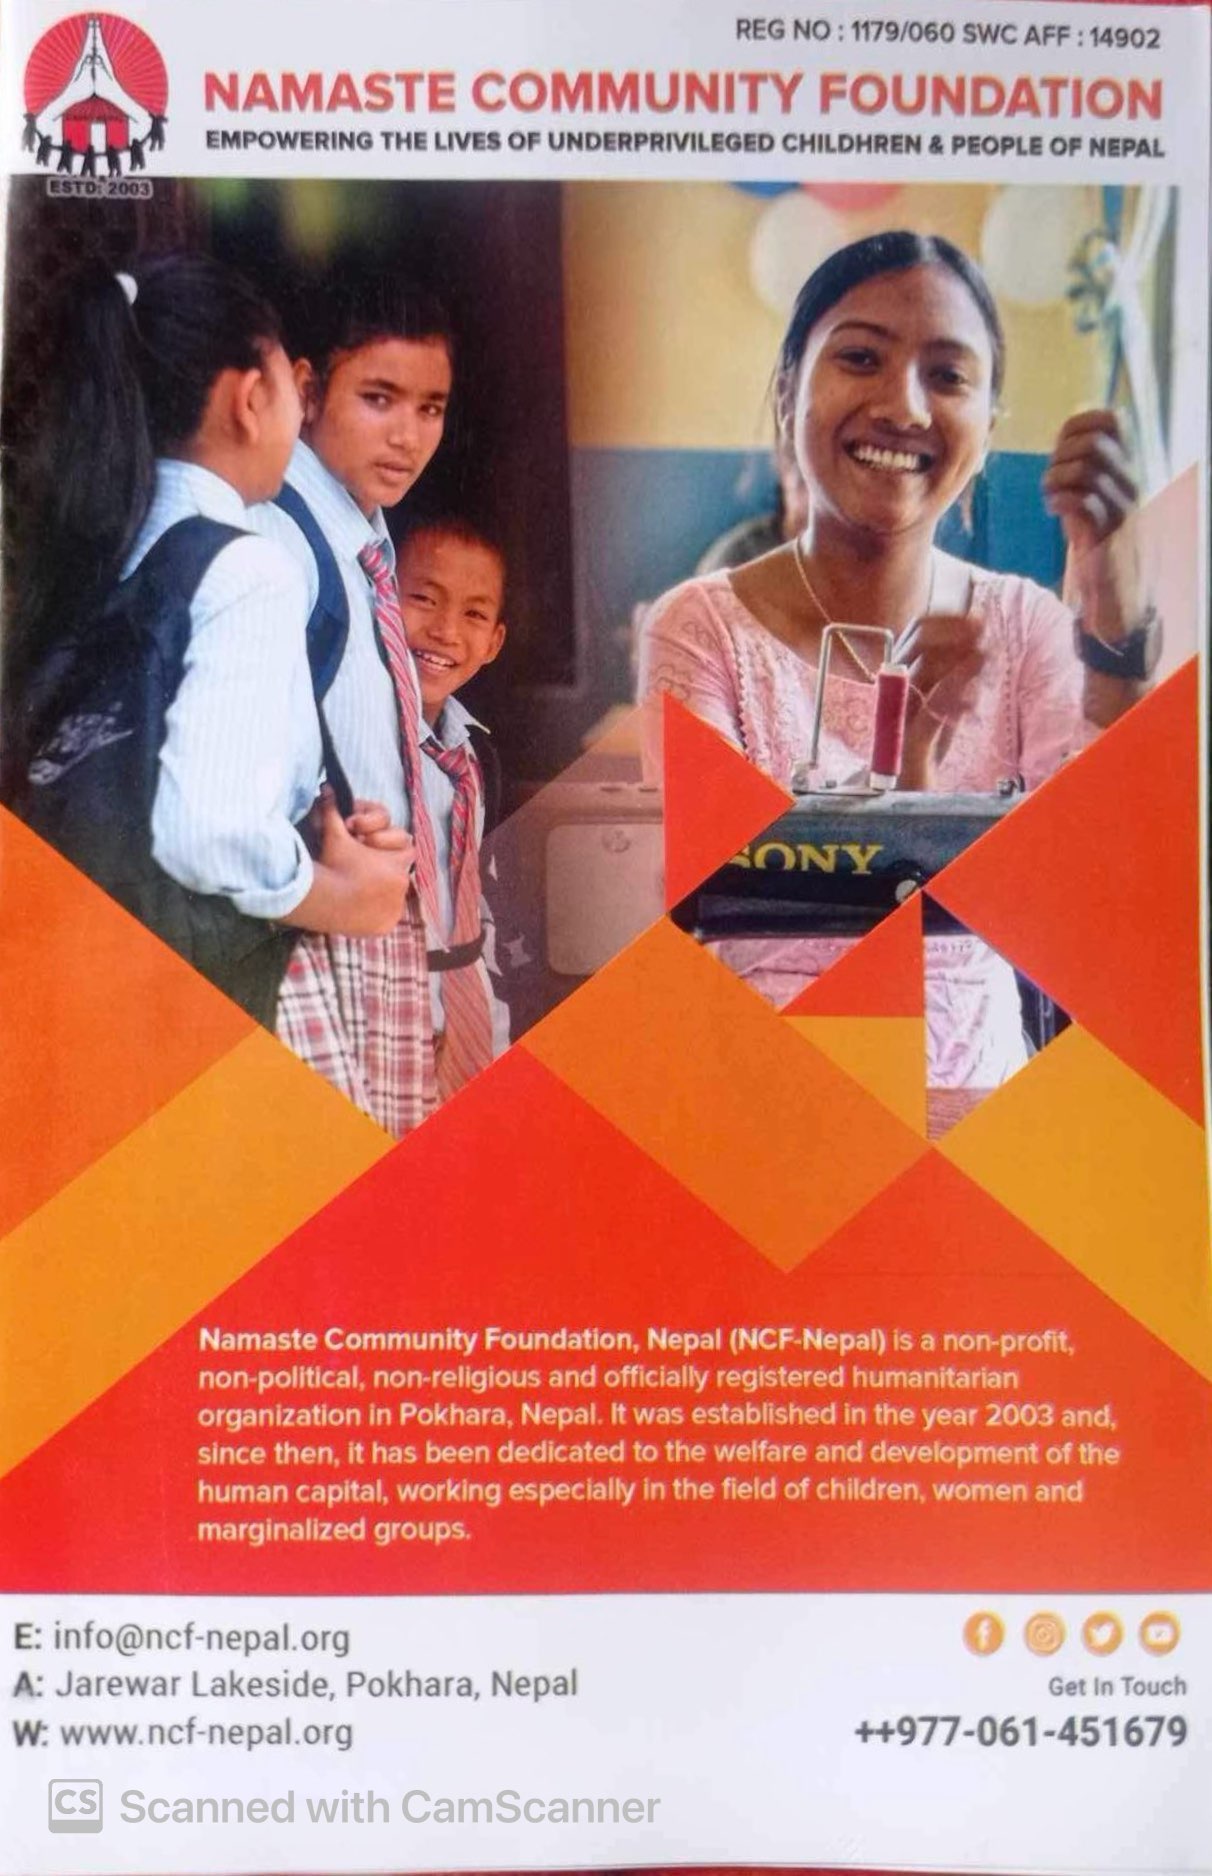 REG NO : 1179/060 SWC AFF : 14902
NAMASTE COMMUNITY FOUNDATION
EMPOWERING THE LIVES OF UNDERPRIVILEGED CHILDHREN & PEOPLE OF NEPAL
ESTD: 2003
SONY
Namaste Community Foundation, Nepal (NCF-Nepal) is a non-profit,
non-political, non-religious and officially registered humanitarian
organization in Pokhara, Nepal. It was established in the year 2003 and,
since then, it has been dedicated to the welfare and development of the
human capital, working especially in the field of children, women and
marginalized groups.
E: info@ncf-nepal.org
A: Jarewar Lakeside, Pokhara, Nepal
W: www.ncf-nepal.org
Get In Touch
++977-061-451679
CS Scanned with CamScanner